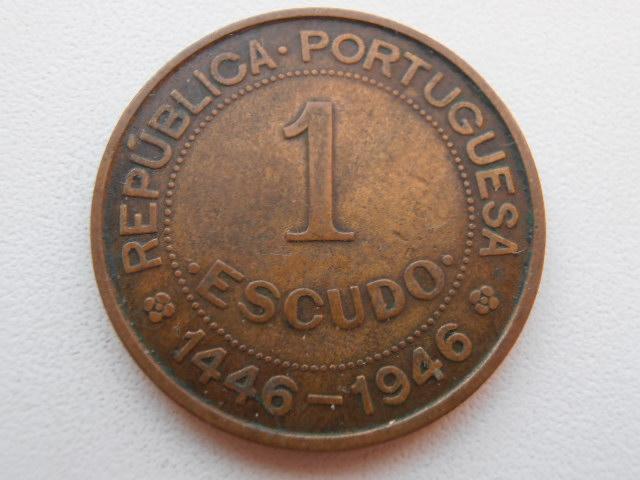 REPÚBLICA · PORTUGUESA
1
· ESCUDO ·
1446-1946